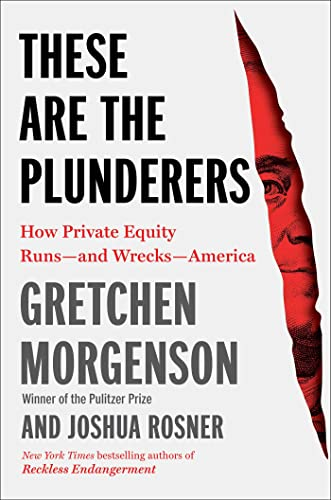 THESE
ARE THE
PLUNDERERS
How Private Equity
Runs—and Wrecks—America
GRETCHEN
MORGENSON
Winner of the Pulitzer Prize
AND JOSHUA ROSNER
New York Times bestselling authors of
Reckless Endangerment